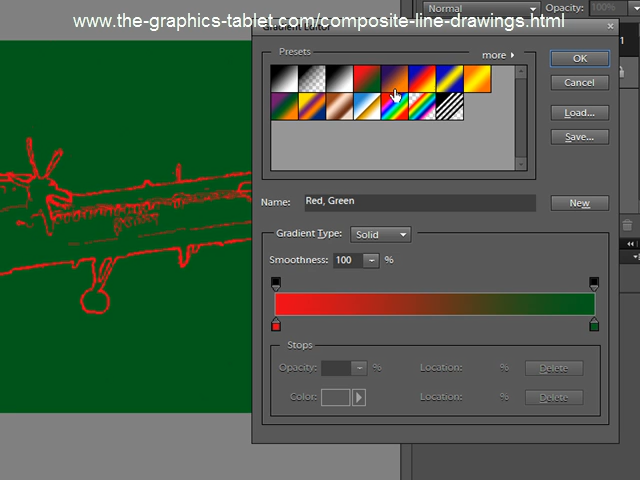 www.the-graphics-tablet.com/composite-line-drawings.html
Normal
Opacity: 100%
Gradient Editor
Presets
more
OK
Cancel
Load...
Save...
Name: Red, Green
New
Gradient Type: Solid
Smoothness: 100 %
Stops
Opacity: % Location: % Delete
Color: Location: % Delete